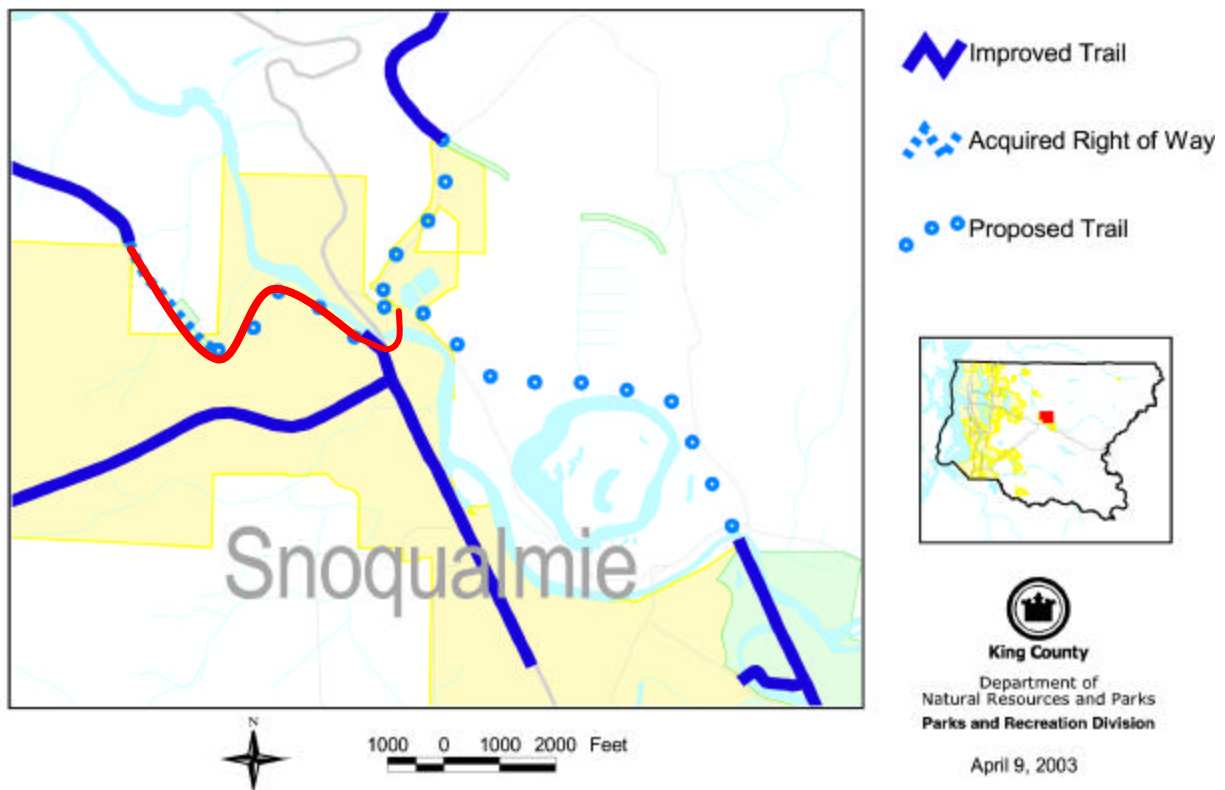 Improved Trail
Acquired Right of Way
Proposed Trail
Snoqualmie
King County
Department of
Natural Resources and Parks
Parks and Recreation Division
April 9, 2003
N
1000 0 1000 2000 Feet